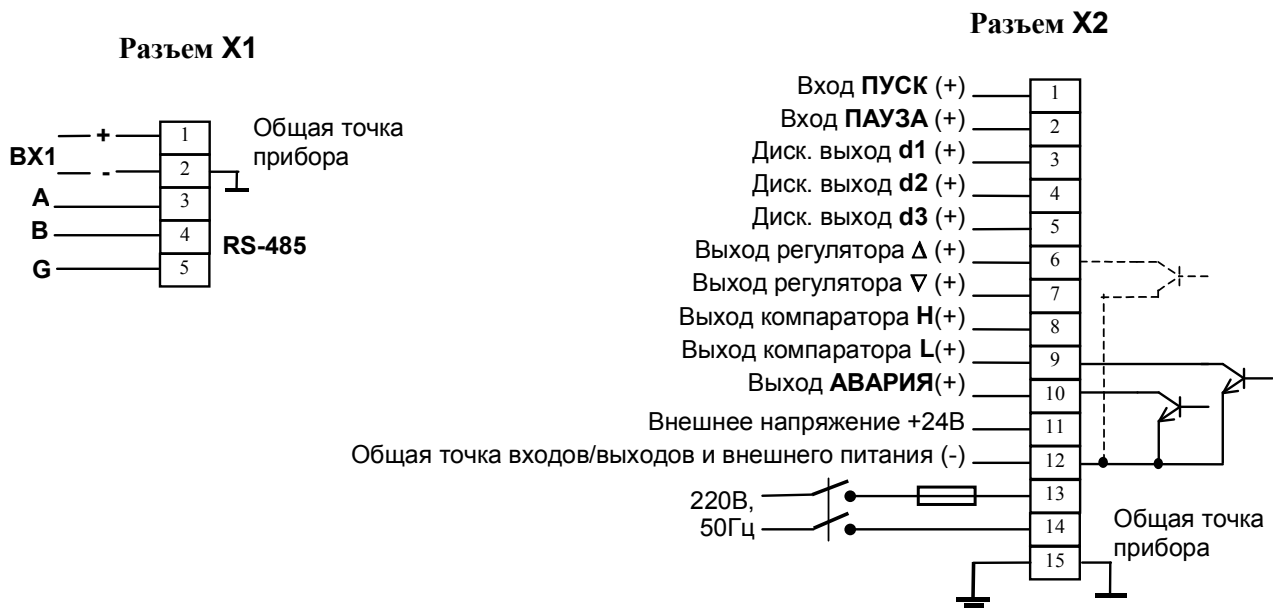 Разъем X1
+
1
Общая точка
прибора
BX1
-
2
A
3
B
4
RS-485
G
5
Разъем X2
Вход ПУСК (+)
1
Вход ПАУЗА (+)
2
Диск. выход d1 (+)
3
Диск. выход d2 (+)
4
Диск. выход d3 (+)
5
Выход регулятора Δ (+)
6
Выход регулятора ∇ (+)
7
Выход компаратора H(+)
8
Выход компаратора L(+)
9
Выход АВАРИЯ(+)
10
Внешнее напряжение +24В
11
Общая точка входов/выходов и внешнего питания (-)
12
220В,
50Гц
13
14
15
Общая точка
прибора